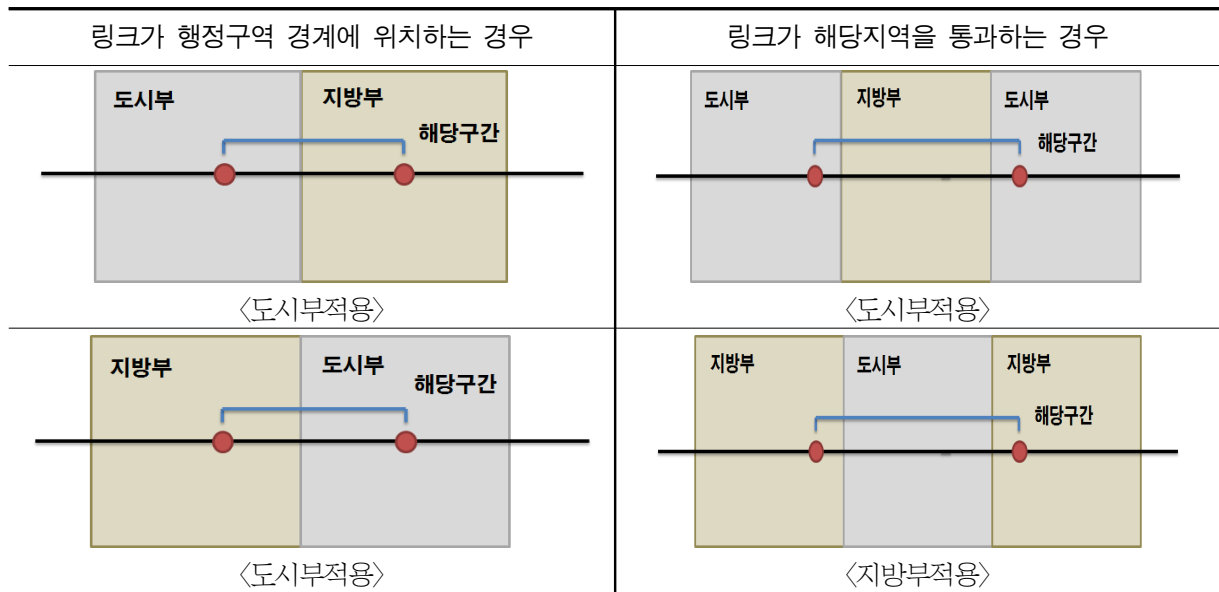 링크가 행정구역 경계에 위치하는 경우
링크가 해당지역을 통과하는 경우
도시부
지방부
해당구간
〈도시부적용〉
도시부
지방부
도시부
해당구간
〈도시부적용〉
지방부
도시부
해당구간
〈도시부적용〉
지방부
도시부
지방부
해당구간
〈지방부적용〉